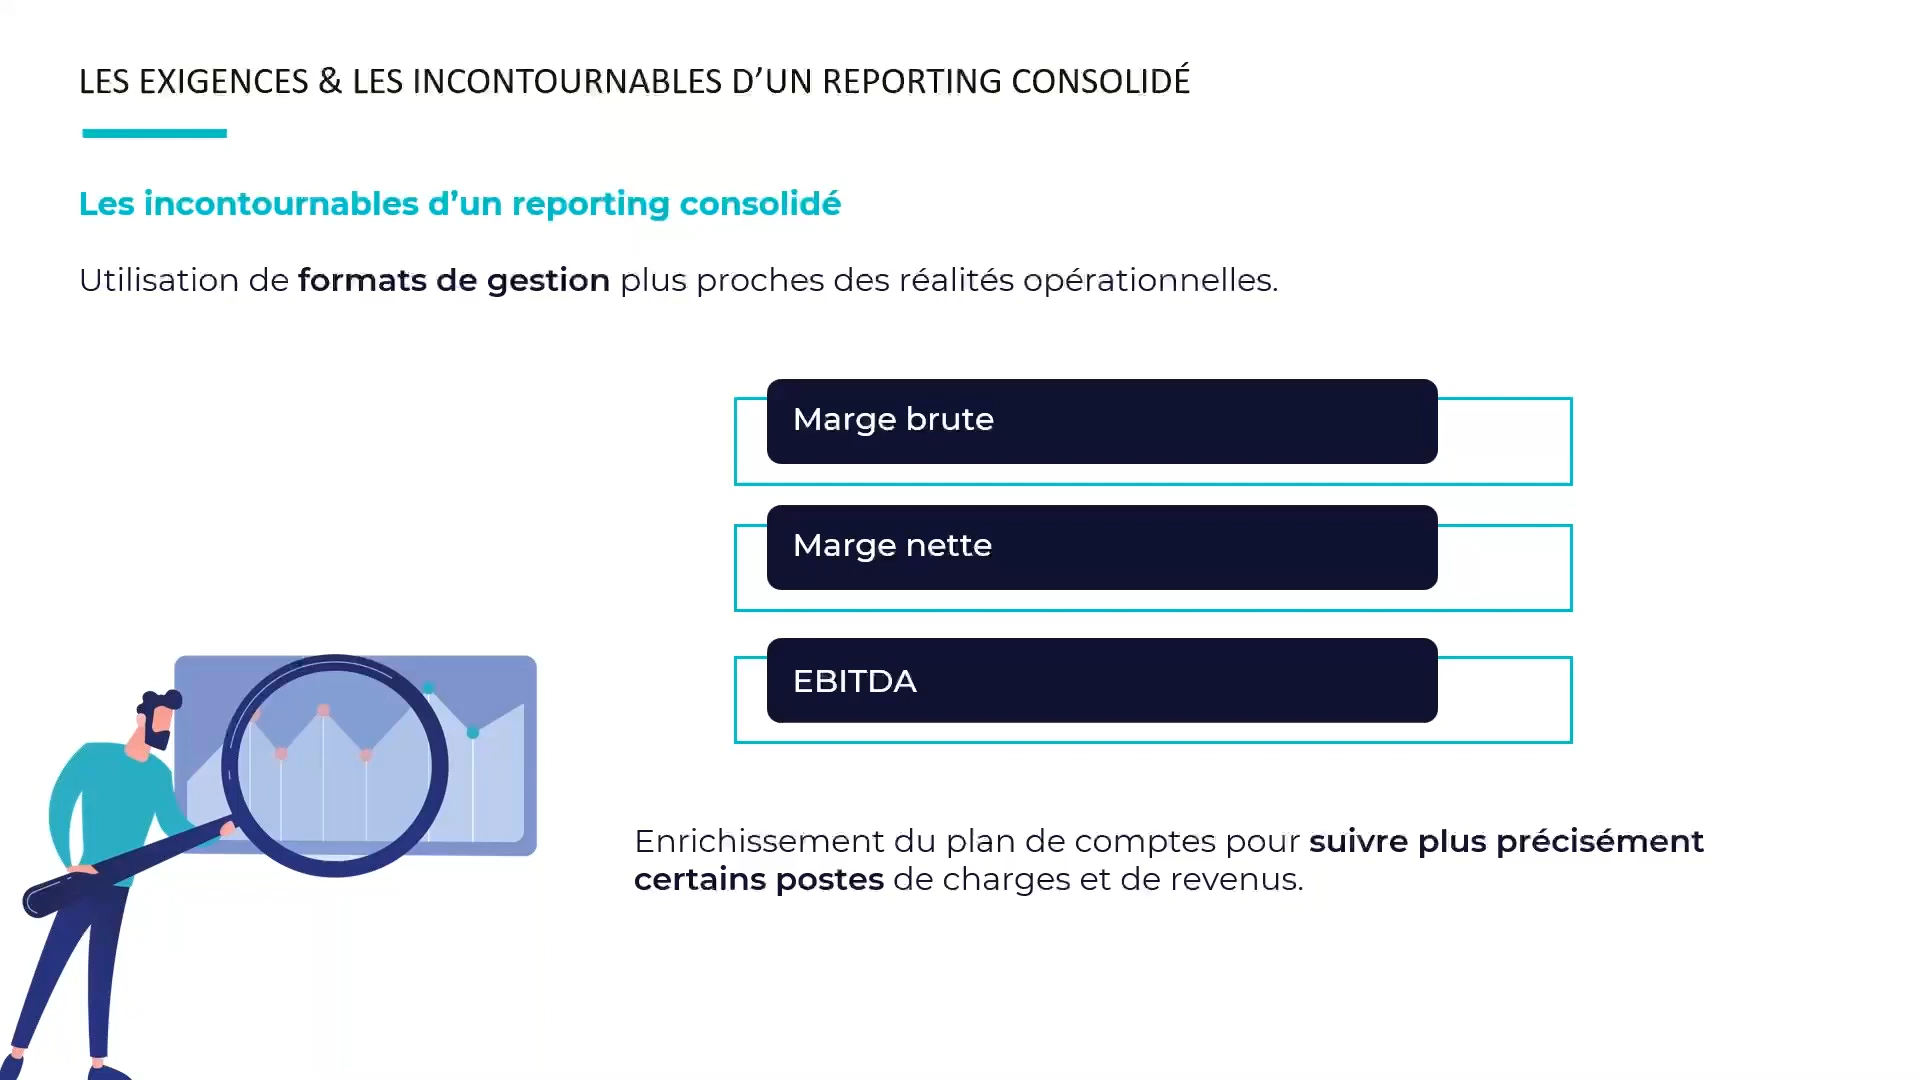 LES EXIGENCES & LES INCONTOURNABLES D’UN REPORTING CONSOLIDÉ
Les incontournables d’un reporting consolidé
Utilisation de formats de gestion plus proches des réalités opérationnelles.
Marge brute
Marge nette
EBITDA
Enrichissement du plan de comptes pour suivre plus précisément
certains postes de charges et de revenus.